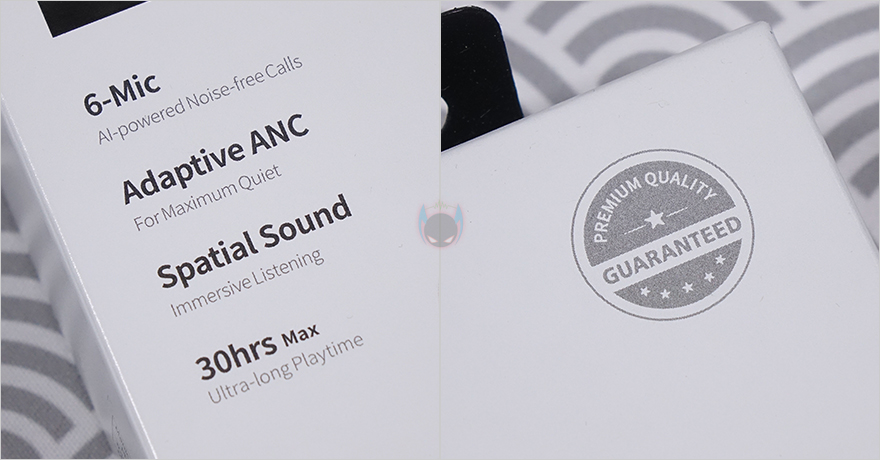 6-Mic
AI-powered Noise-free Calls
Adaptive ANC
For Maximum Quiet
Spatial Sound
Immersive Listening
30hrs Max
Ultra-long Playtime
PREMIUM QUALITY
GUARANTEED